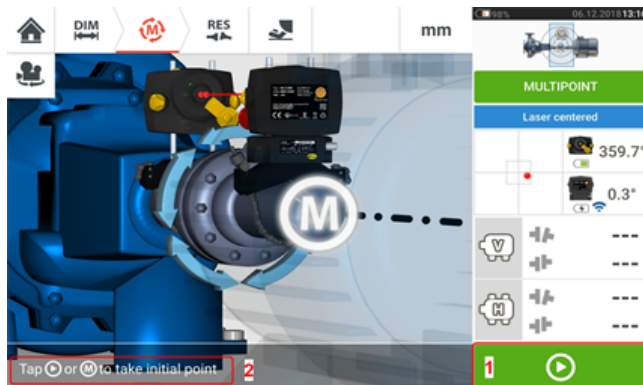 DIM
M
RES
mm
98%
06.12.2018 13:16
MULTIPOINT
Laser centered
359.7°
0.3°
V
---
---
H
---
---
M
Tap or M to take initial point
2
1